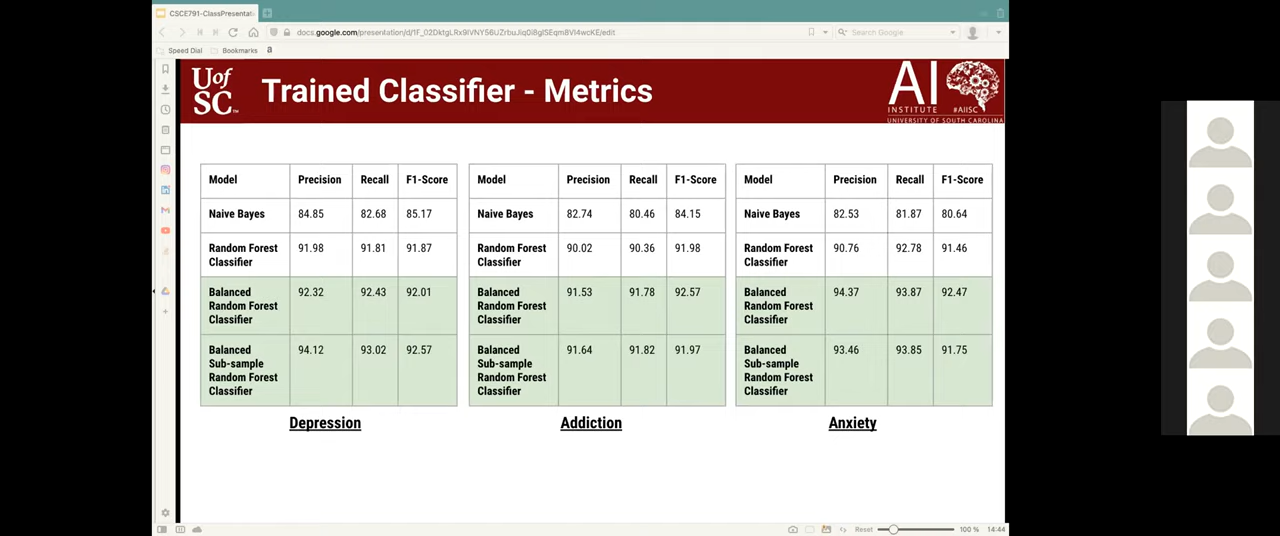 CSCE791-ClassPresentat
docs.google.com/presentation/d/1F_02DktgLRx9IVNY56UZrbuJiq0i8glSEqm8Vl4wcKE/edit
Search Google
Speed Dial
Bookmarks
a
UofSC
Trained Classifier - Metrics
AI
INSTITUTE #AIISC
UNIVERSITY OF SOUTH CAROLINA
Model Precision Recall F1-Score
Naive Bayes 84.85 82.68 85.17
Random Forest 91.98 91.81 91.87
Classifier
Balanced 92.32 92.43 92.01
Random Forest
Classifier
Balanced 94.12 93.02 92.57
Sub-sample
Random Forest
Classifier
Depression
Model Precision Recall F1-Score
Naive Bayes 82.74 80.46 84.15
Random Forest 90.02 90.36 91.98
Classifier
Balanced 91.53 91.78 92.57
Random Forest
Classifier
Balanced 91.64 91.82 91.97
Sub-sample
Random Forest
Classifier
Addiction
Model Precision Recall F1-Score
Naive Bayes 82.53 81.87 80.64
Random Forest 90.76 92.78 91.46
Classifier
Balanced 94.37 93.87 92.47
Random Forest
Classifier
Balanced 93.46 93.85 91.75
Sub-sample
Random Forest
Classifier
Anxiety
Reset 100 % 14:44